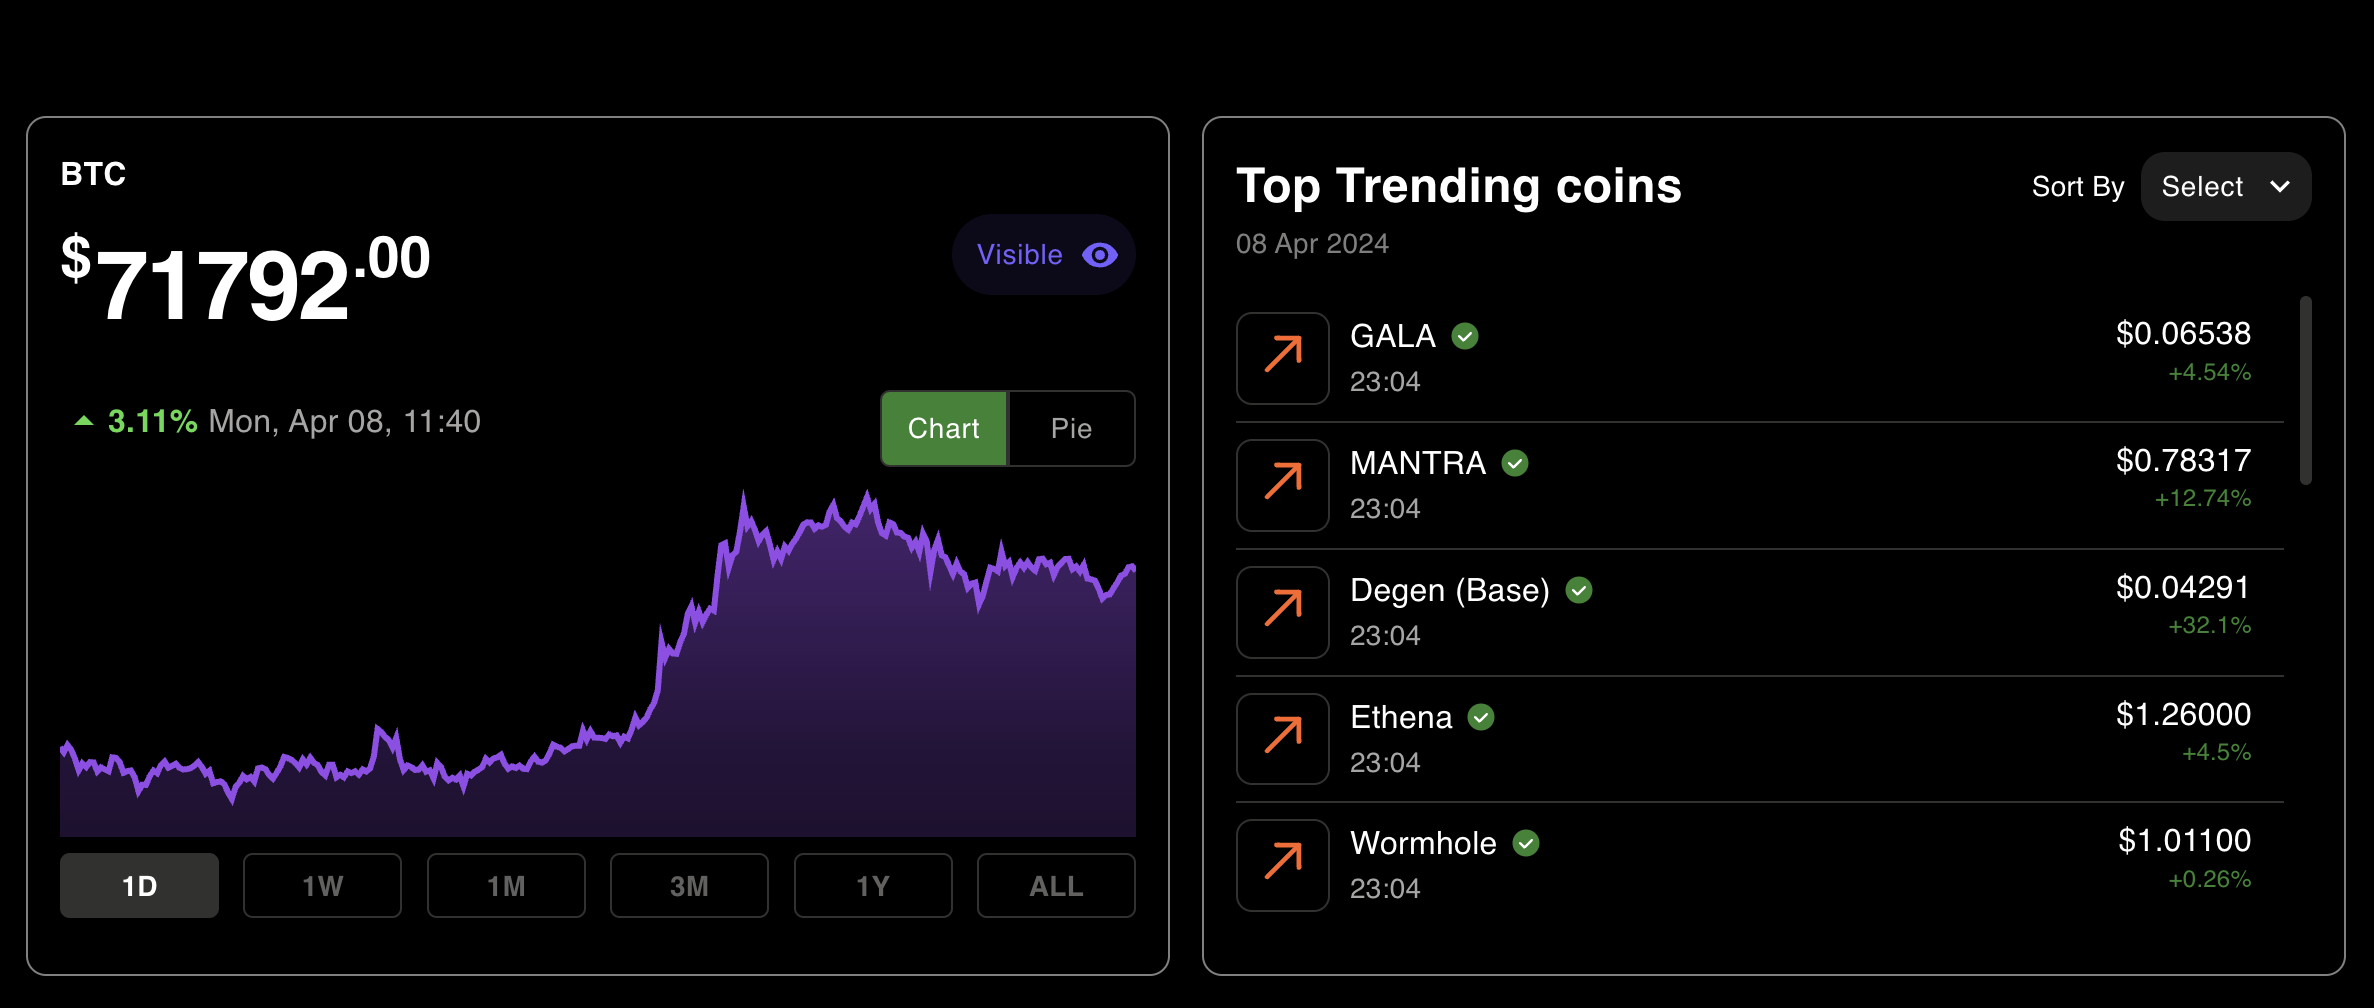 BTC
$71792.00
Visible
3.11% Mon, Apr 08, 11:40
Chart
Pie
1D
1W
1M
3M
1Y
ALL
Top Trending coins
Sort By
Select
08 Apr 2024
GALA
$0.06538
23:04
+4.54%
MANTRA
$0.78317
23:04
+12.74%
Degen (Base)
$0.04291
23:04
+32.1%
Ethena
$1.26000
23:04
+4.5%
Wormhole
$1.01100
23:04
+0.26%